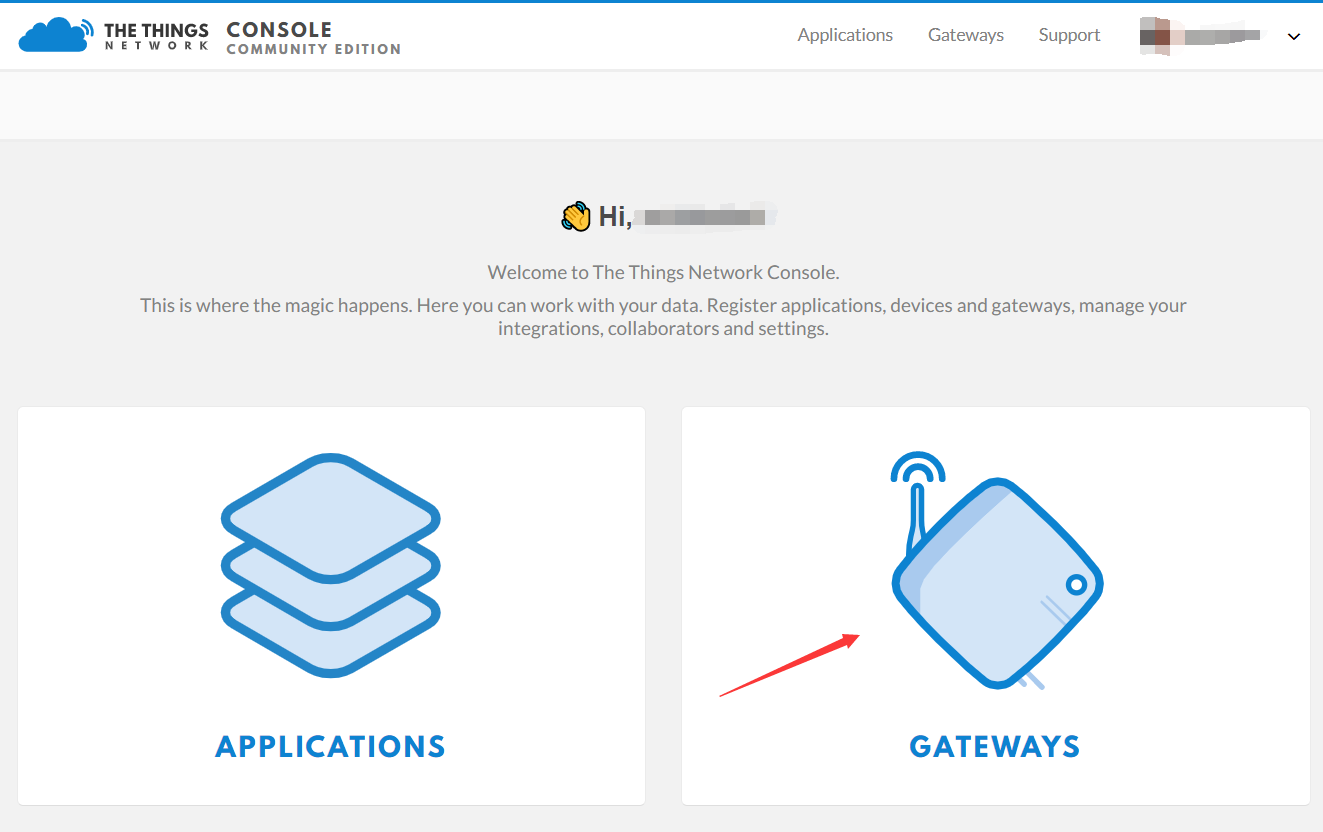 THE THINGS
NETWORK
CONSOLE
COMMUNITY EDITION
Applications
Gateways
Support
Hi,
Welcome to The Things Network Console.
This is where the magic happens. Here you can work with your data. Register applications, devices and gateways, manage your
integrations, collaborators and settings.
APPLICATIONS
GATEWAYS